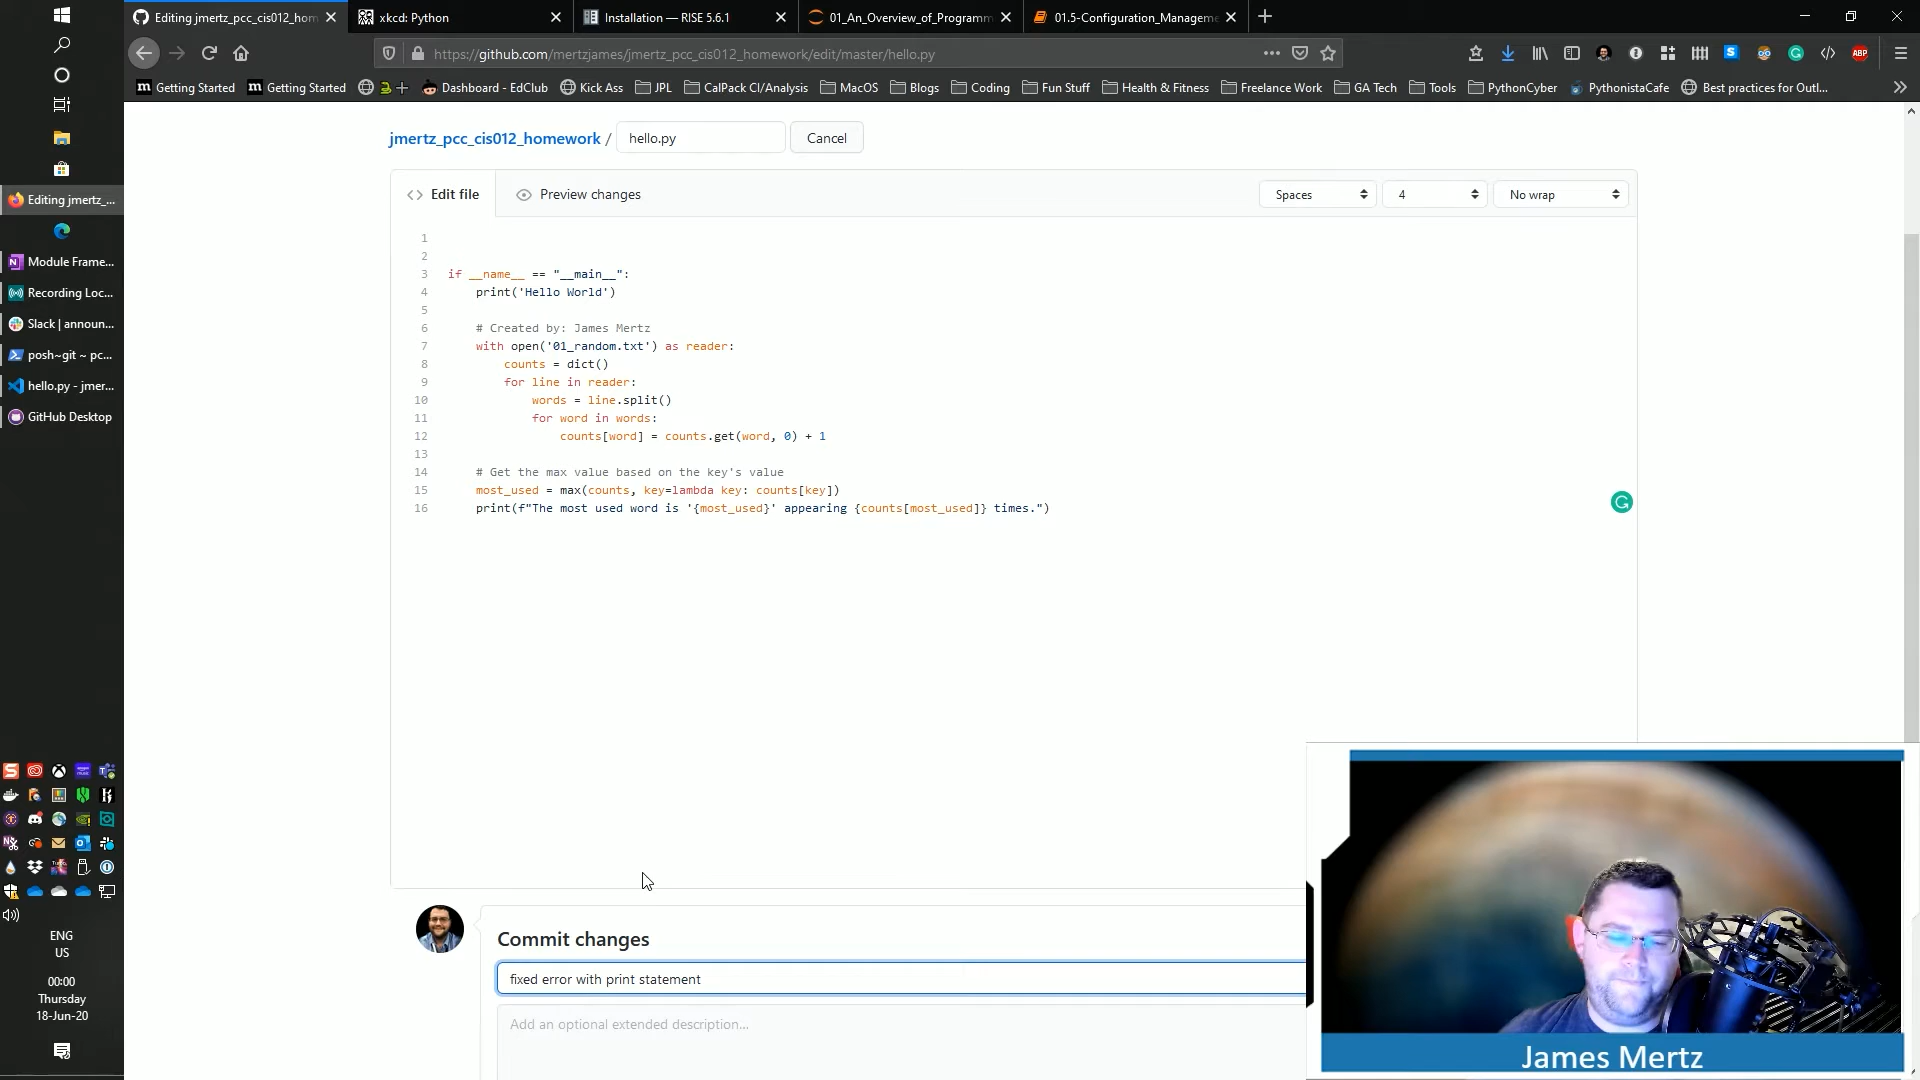 Editing jmertz_pcc_cis012_hom
xkcd: Python
Installation — RISE 5.6.1
01_An_Overview_of_Programm
01.5-Configuration_Manageme
https://github.com/mertzjames/jmertz_pcc_cis012_homework/edit/master/hello.py
Getting Started
Getting Started
Dashboard - EdClub
Kick Ass
JPL
CalPack CI/Analysis
MacOS
Blogs
Coding
Fun Stuff
Health & Fitness
Freelance Work
GA Tech
Tools
PythonCyber
PythonistaCafe
Best practices for Outl...
Editing jmertz_...
Module Frame...
Recording Loc...
Slack | announ...
posh~git ~ pc...
hello.py - jmer...
GitHub Desktop
ENG
US
00:00
Thursday
18-Jun-20
jmertz_pcc_cis012_homework / hello.py Cancel
Edit file Preview changes Spaces 4 No wrap
1
2
3 if __name__ == "__main__":
4 print('Hello World')
5
6 # Created by: James Mertz
7 with open('01_random.txt') as reader:
8 counts = dict()
9 for line in reader:
10 words = line.split()
11 for word in words:
12 counts[word] = counts.get(word, 0) + 1
13
14 # Get the max value based on the key's value
15 most_used = max(counts, key=lambda key: counts[key])
16 print(f"The most used word is '{most_used}' appearing {counts[most_used]} times.")
Commit changes
fixed error with print statement
Add an optional extended description...
James Mertz